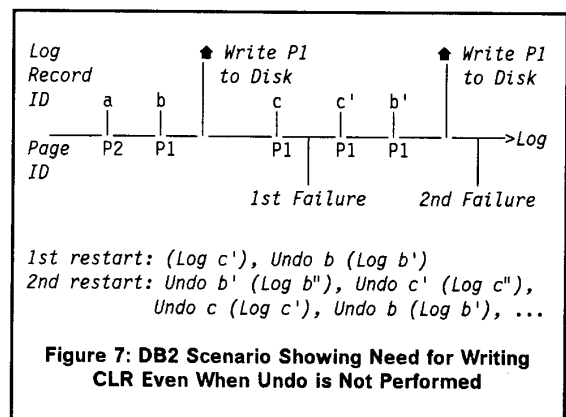 Log Write P1 Write P1
Record to Disk to Disk
ID a b c c' b'
>Log
Page P2 P1 P1 P1 P1
ID
1st Failure 2nd Failure
1st restart: (Log c'), Undo b (Log b')
2nd restart: Undo b' (Log b"), Undo c' (Log c"),
Undo c (Log c'), Undo b (Log b'), ...
Figure 7: DB2 Scenario Showing Need for Writing
CLR Even When Undo is Not Performed